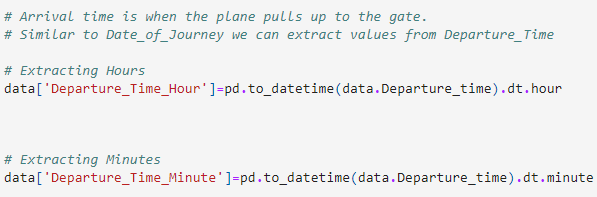 # Arrival time is when the plane pulls up to the gate.
# Similar to Date_of_Journey we can extract values from Departure_Time
# Extracting Hours
data['Departure_Time_Hour']=pd.to_datetime(data.Departure_time).dt.hour
# Extracting Minutes
data['Departure_Time_Minute']=pd.to_datetime(data.Departure_time).dt.minute